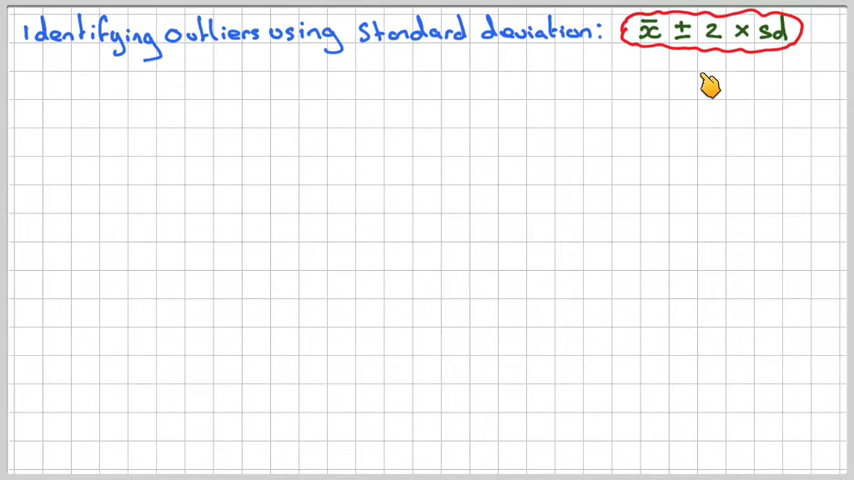 Identifying outliers using standard deviation: x̄ ± 2 × sd